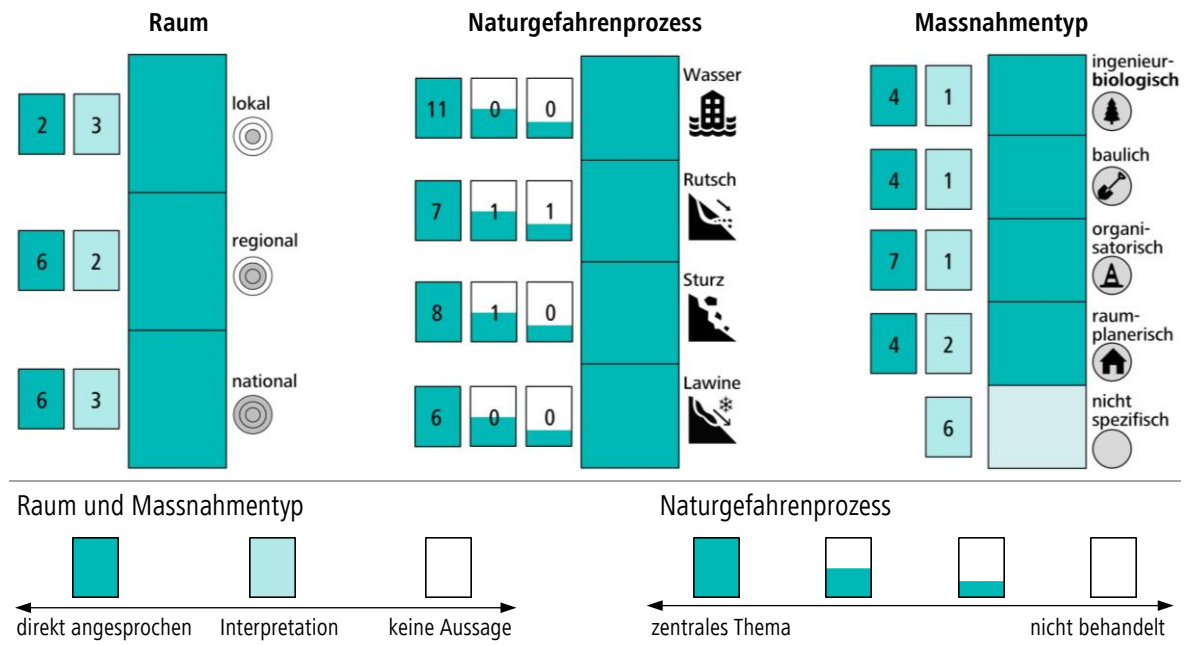 Raum
Naturgefahrenprozess
Massnahmentyp
2 3
lokal
6 2
regional
6 3
national
11 0 0
Wasser
7 1 1
Rutsch
8 1 0
Sturz
6 0 0
Lawine
4 1
ingenieur-
biologisch
4 1
baulich
7 1
organi-
satorisch
4 2
raum-
planerisch
6
nicht
spezifisch
Raum und Massnahmentyp
direkt angesprochen
Interpretation
keine Aussage
Naturgefahrenprozess
zentrales Thema
nicht behandelt